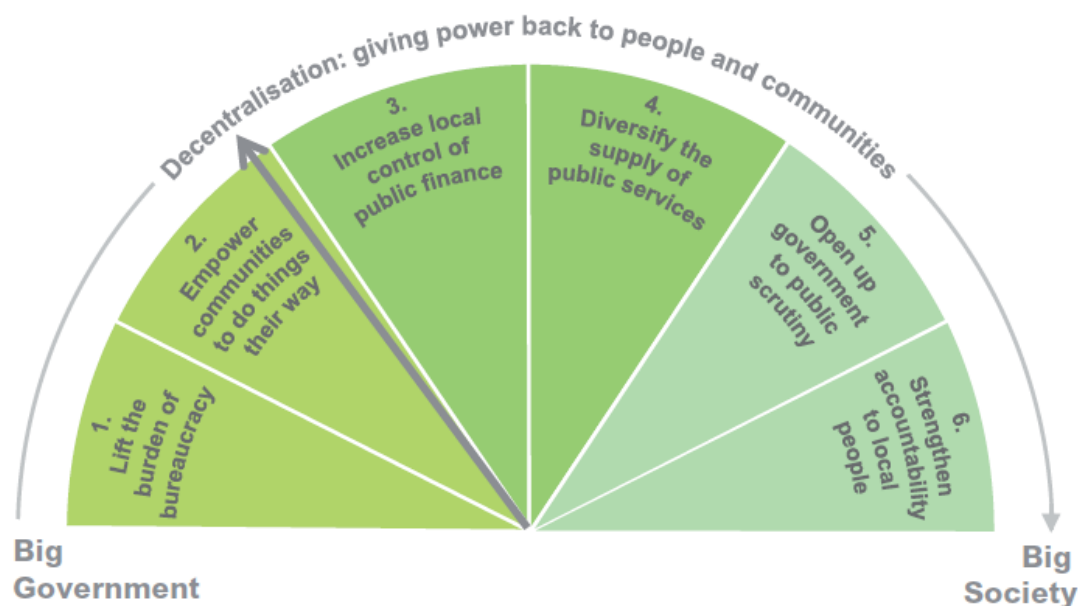 Decentralisation: giving power back to people and communities
1.
Lift the
burden of
bureaucracy
2.
Empower
communities
to do things
their way
3.
Increase local
control of
public finance
4.
Diversify the
supply of
public services
5.
Open up
government
to public
scrutiny
6.
Strengthen
accountability
to local
people
Big
Government
Big
Society